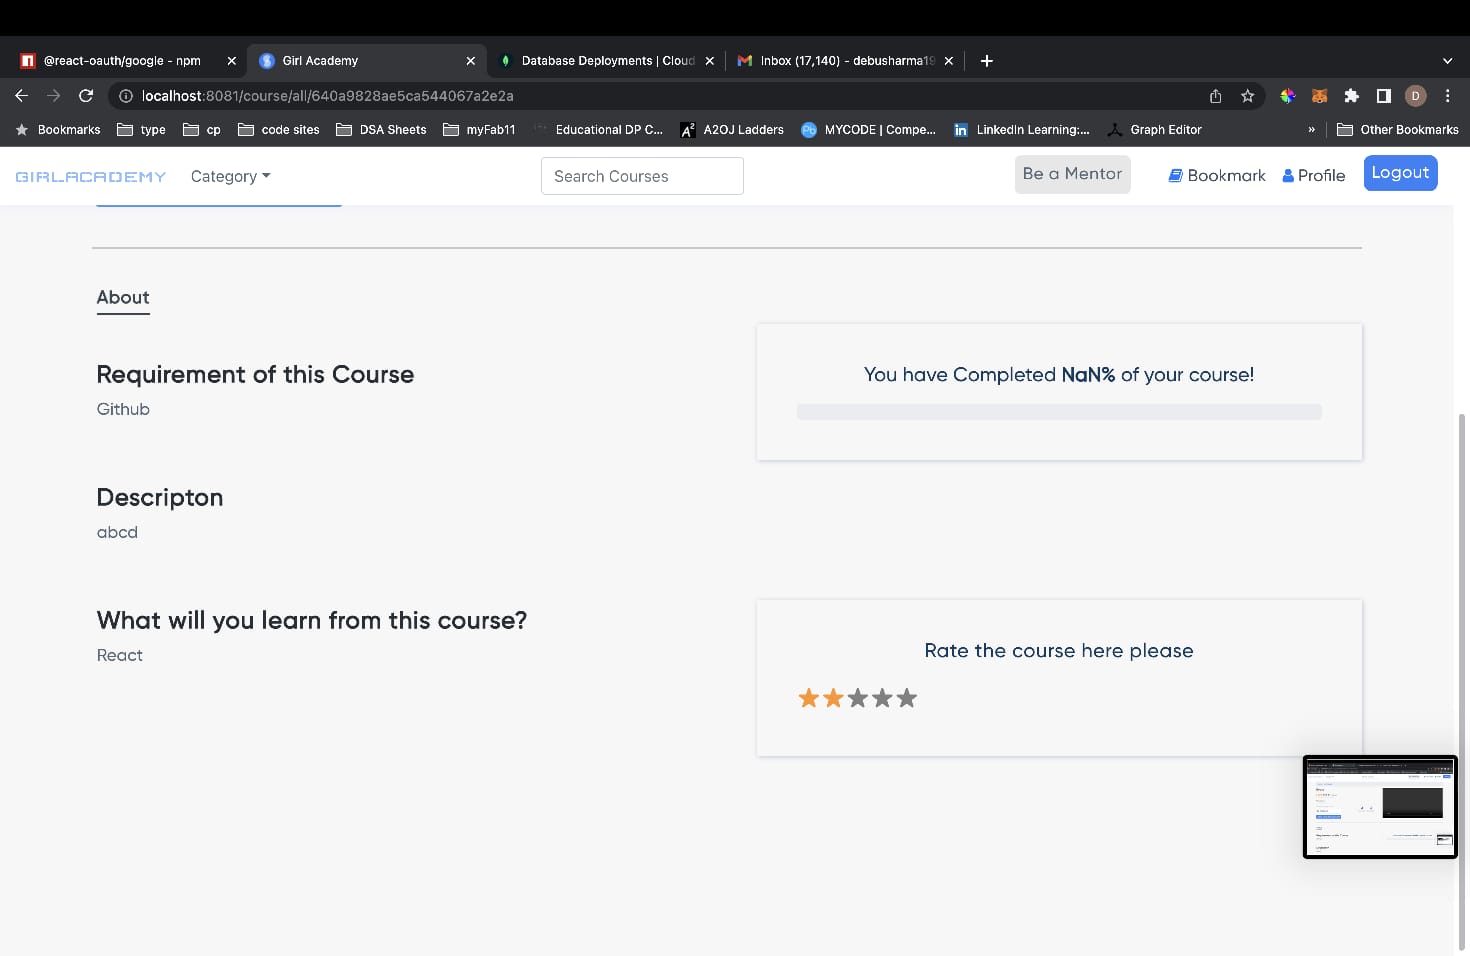 @react-oauth/google - npm
Girl Academy
Database Deployments | Cloud
Inbox (17,140) - debusharma19
localhost:8081/course/all/640a9828ae5ca544067a2e2a
D
Bookmarks
type
cp
code sites
DSA Sheets
myFab11
Educational DP C...
A2OJ Ladders
MYCODE | Compe...
LinkedIn Learning:...
Graph Editor
»
Other Bookmarks
GIRLACADEMY
Category
Search Courses
Be a Mentor
Bookmark
Profile
Logout
About
Requirement of this Course
Github
You have Completed NaN% of your course!
Descripton
abcd
What will you learn from this course?
React
Rate the course here please